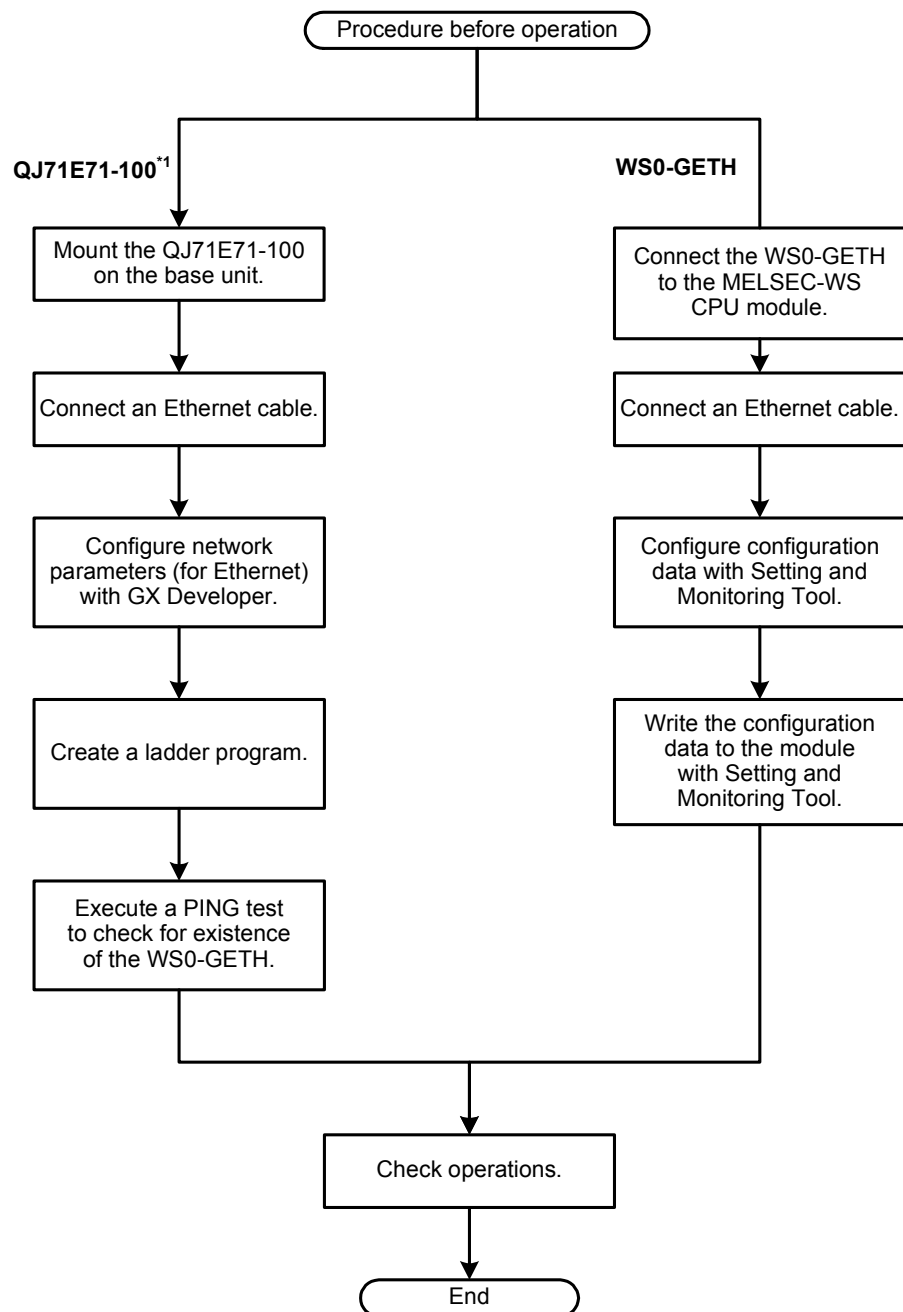 Procedure before operation
QJ71E71-100*1
Mount the QJ71E71-100
on the base unit.
Connect an Ethernet cable.
Configure network
parameters (for Ethernet)
with GX Developer.
Create a ladder program.
Execute a PING test
to check for existence
of the WS0-GETH.
WS0-GETH
Connect the WS0-GETH
to the MELSEC-WS
CPU module.
Connect an Ethernet cable.
Configure configuration
data with Setting and
Monitoring Tool.
Write the configuration
data to the module
with Setting and
Monitoring Tool.
Check operations.
End